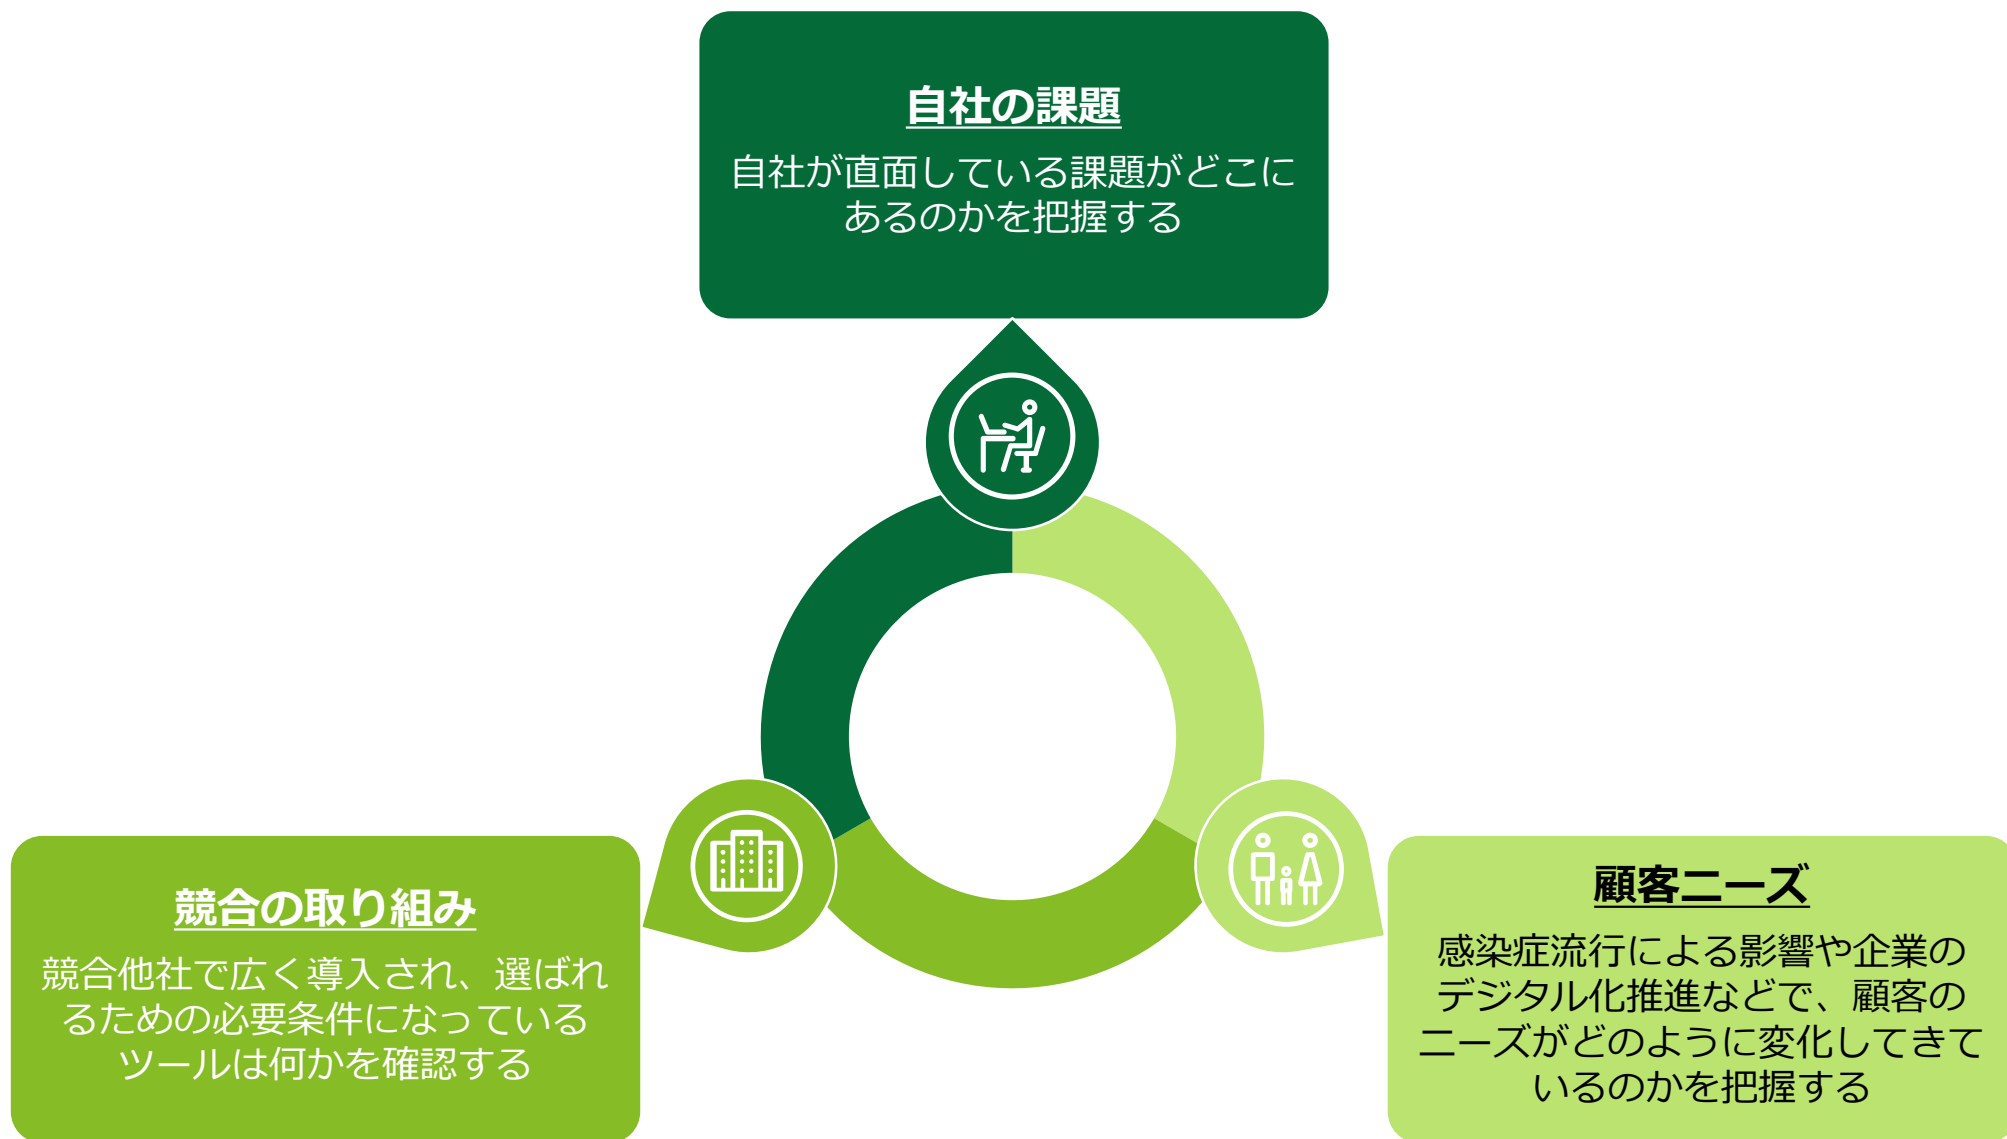 自社の課題
自社が直面している課題がどこに
あるのかを把握する
競合の取り組み
競合他社で広く導入され、選ばれ
るための必要条件になっている
ツールは何かを確認する
顧客ニーズ
感染症流行による影響や企業の
デジタル化推進などで、顧客の
ニーズがどのように変化してきて
いるのかを把握する